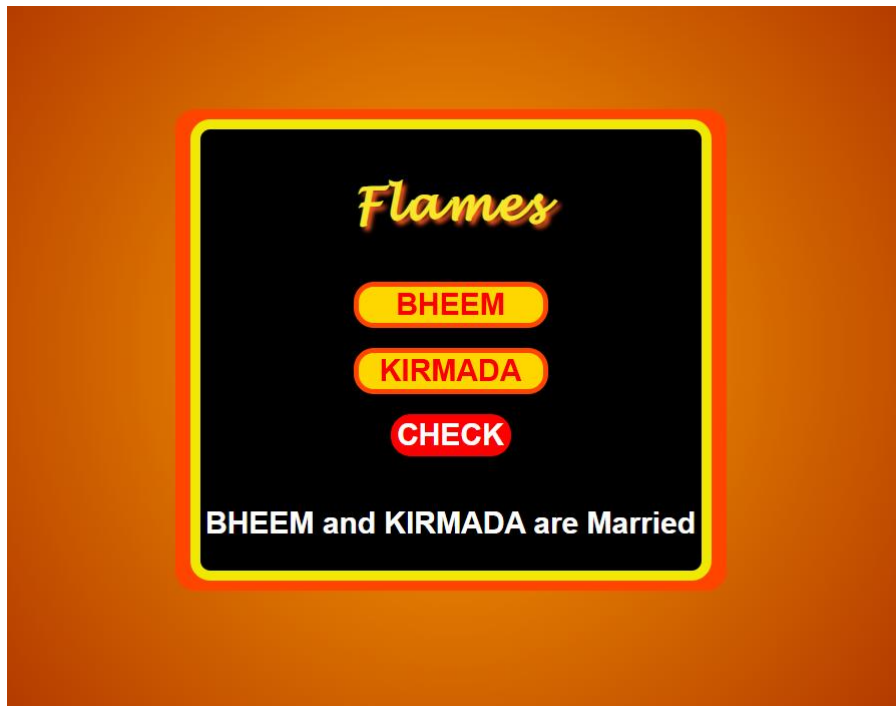 Flames
BHEEM
KIRMADA
CHECK
BHEEM and KIRMADA are Married